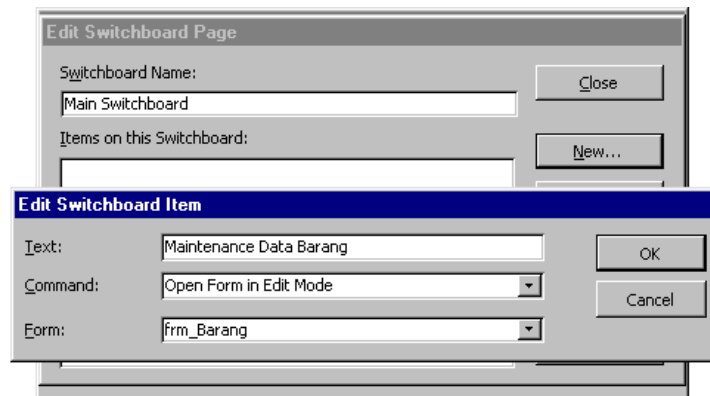 Edit Switchboard Page
Switchboard Name:
Close
Main Switchboard
Items on this Switchboard:
New...
Edit Switchboard Item
Text:
Maintenance Data Barang
OK
Command:
Open Form in Edit Mode
Cancel
Form:
frm_Barang